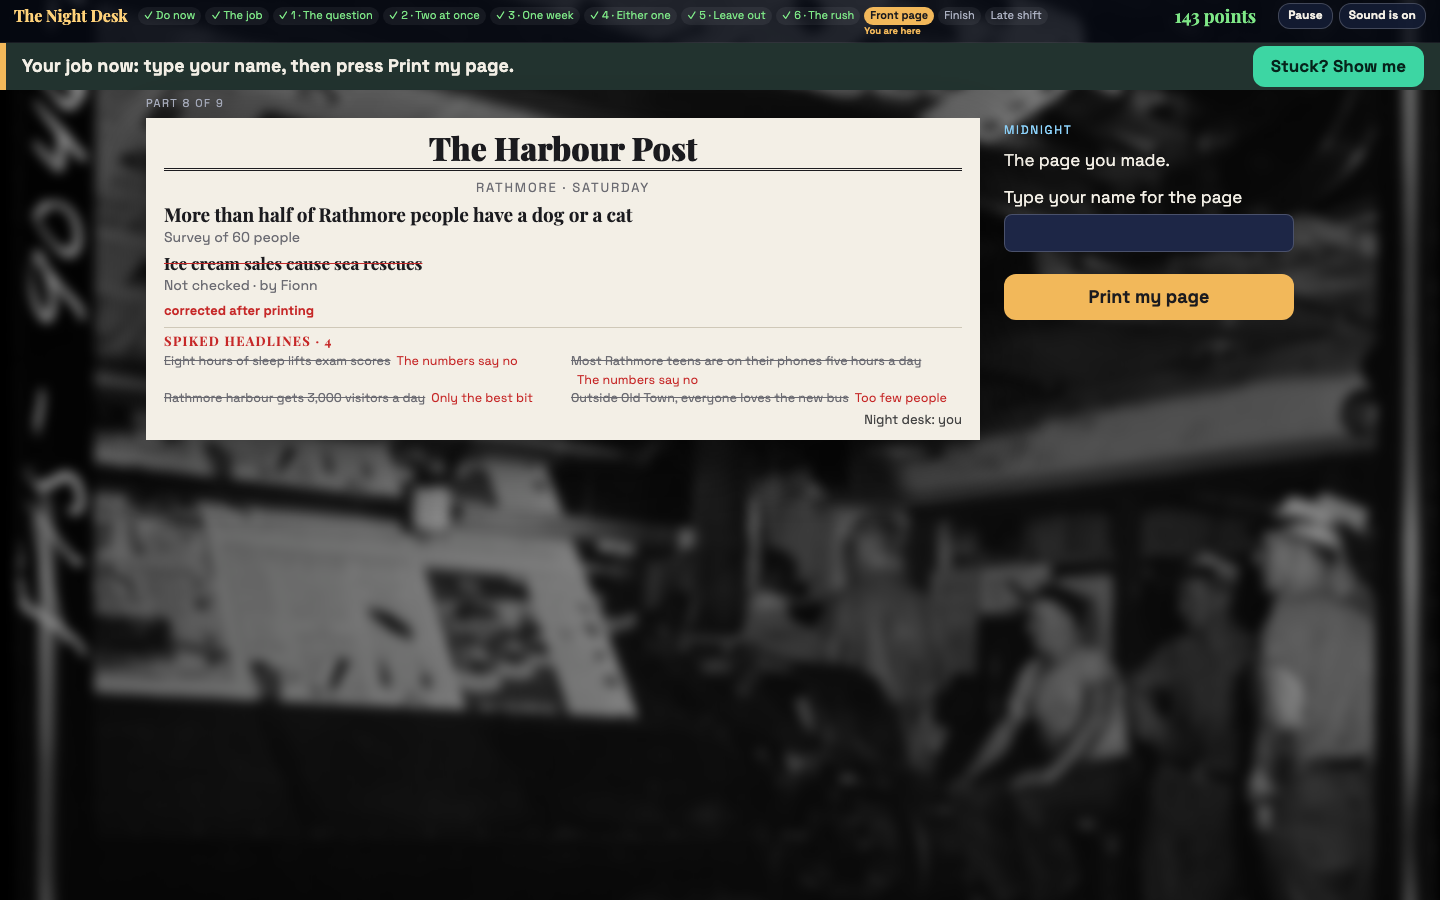 The Night Desk
✓ Do now
✓ The job
✓ 1 · The question
✓ 2 · Two at once
✓ 3 · One week
✓ 4 · Either one
✓ 5 · Leave out
✓ 6 · The rush
Front page
You are here
Finish
Late shift
143 points
Pause
Sound is on
Your job now: type your name, then press Print my page.
Stuck? Show me
PART 8 OF 9
The Harbour Post
RATHMORE · SATURDAY
More than half of Rathmore people have a dog or a cat
Survey of 60 people
Ice cream sales cause sea rescues
Not checked · by Fionn
corrected after printing
SPIKED HEADLINES · 4
Eight hours of sleep lifts exam scores The numbers say no
Most Rathmore teens are on their phones five hours a day
The numbers say no
Rathmore harbour gets 3,000 visitors a day Only the best bit
Outside Old Town, everyone loves the new bus Too few people
Night desk: you
MIDNIGHT
The page you made.
Type your name for the page
Print my page